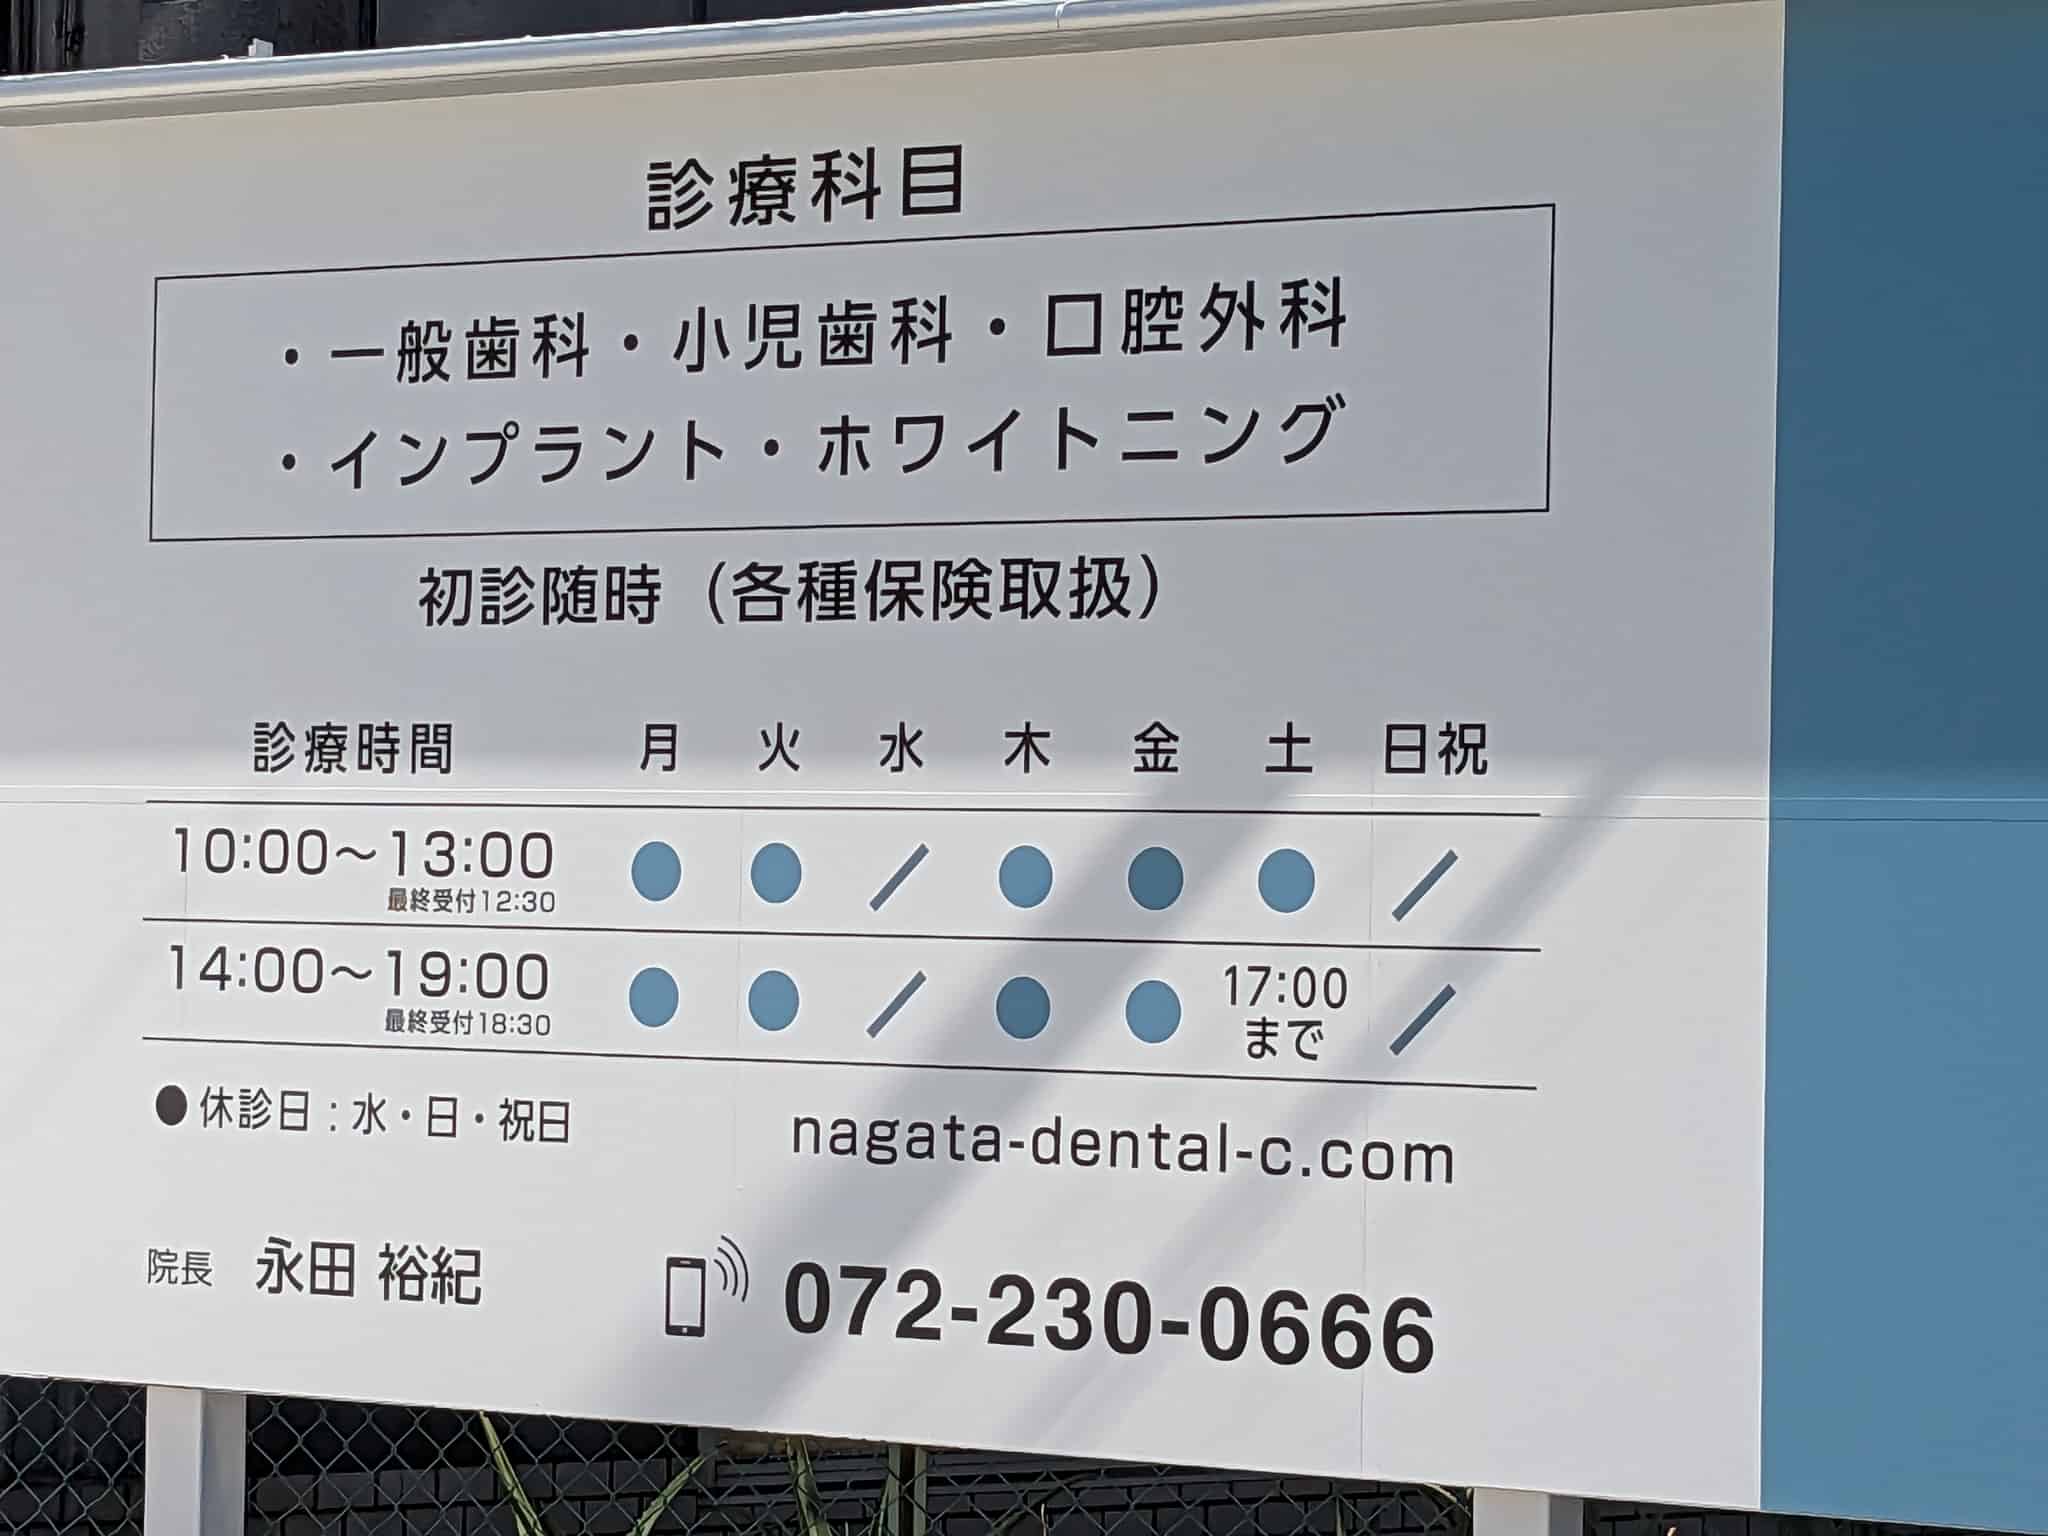 診療科目
・一般歯科・小児歯科・口腔外科
・インプラント・ホワイトニング
初診随時（各種保険取扱）
診療時間 月 火 水 木 金 土 日祝
10:00～13:00 ● ● / ● ● ● /
最終受付12:30
14:00～19:00 ● ● / ● ● 17:00まで /
最終受付18:30
●休診日:水・日・祝日
nagata-dental-c.com
院長 永田 裕紀
072-230-0666